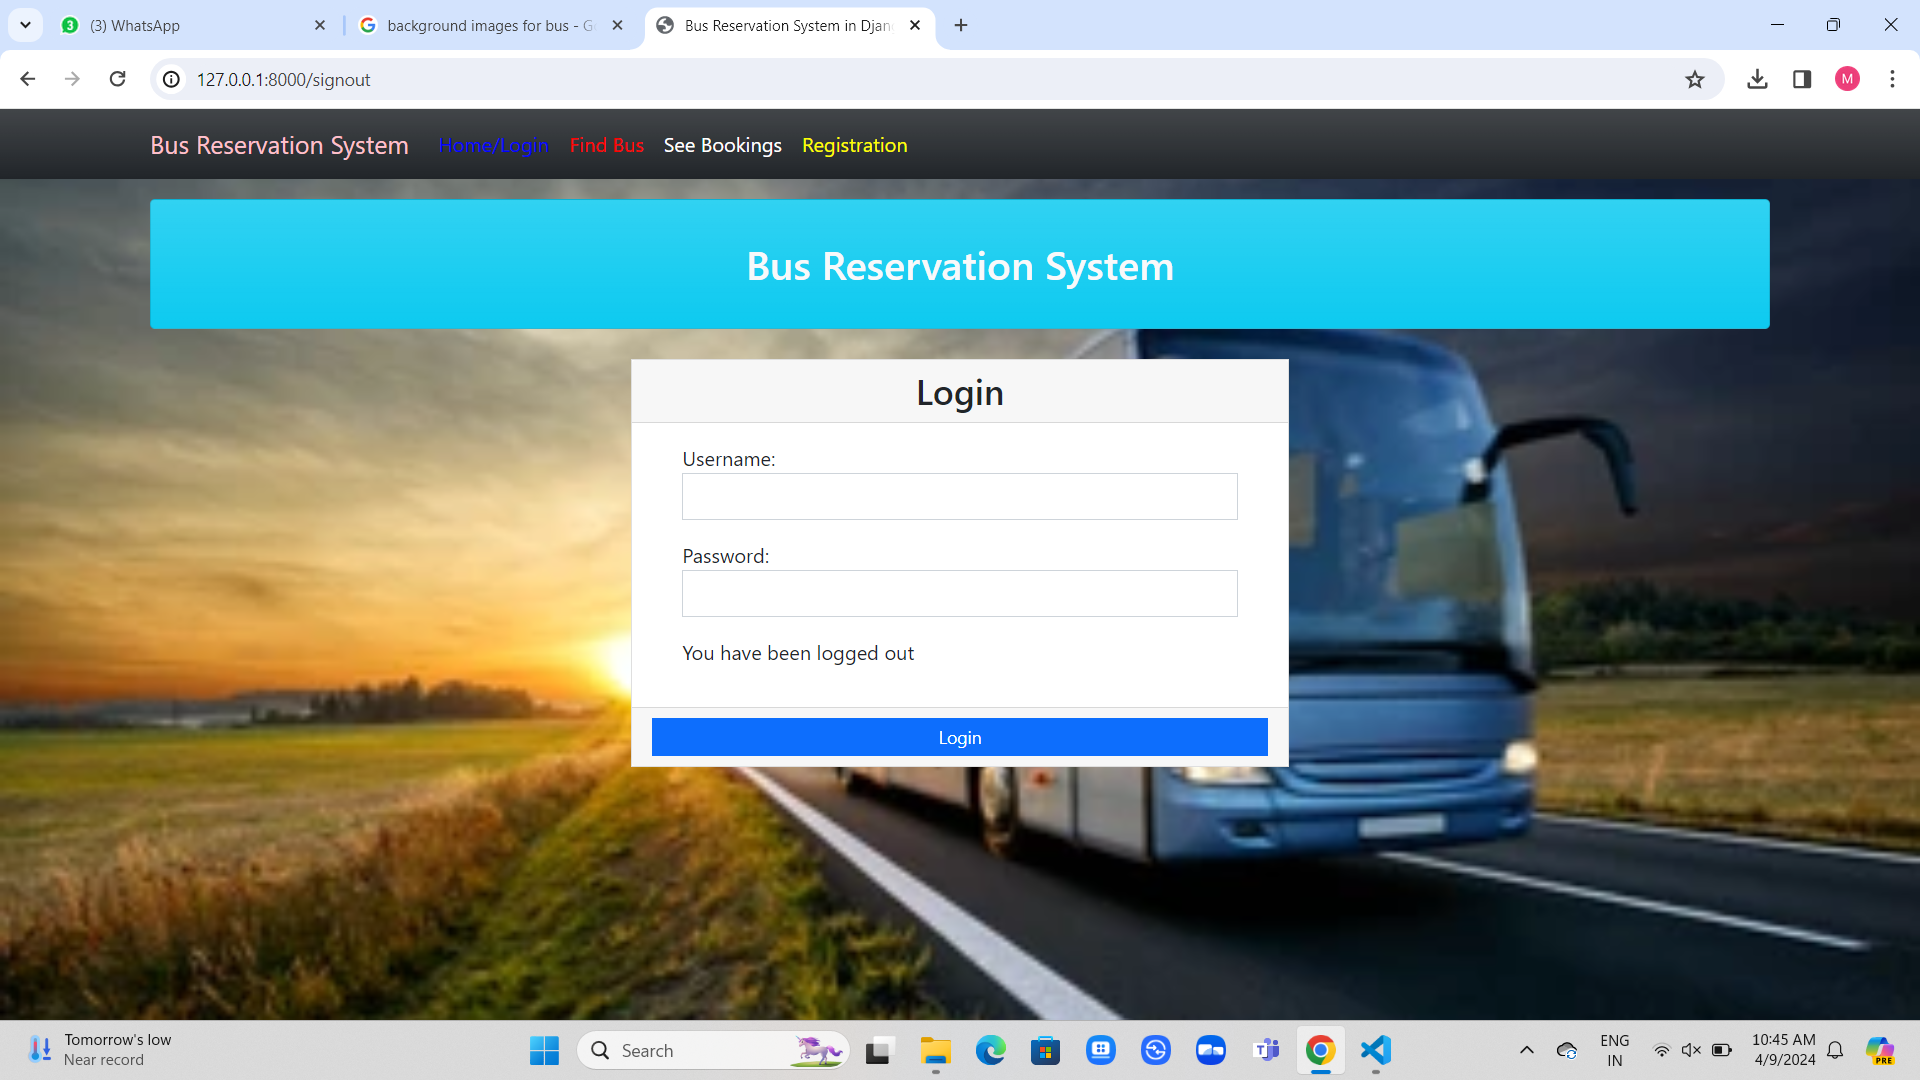 (3) WhatsApp
background images for bus - G
Bus Reservation System in Djan
127.0.0.1:8000/signout
M
Bus Reservation System
Home/Login
Find Bus
See Bookings
Registration
Bus Reservation System
Login
Username:
Password:
You have been logged out
Login
Tomorrow's low
Near record
Search
ENG
IN
10:45 AM
4/9/2024
PRE